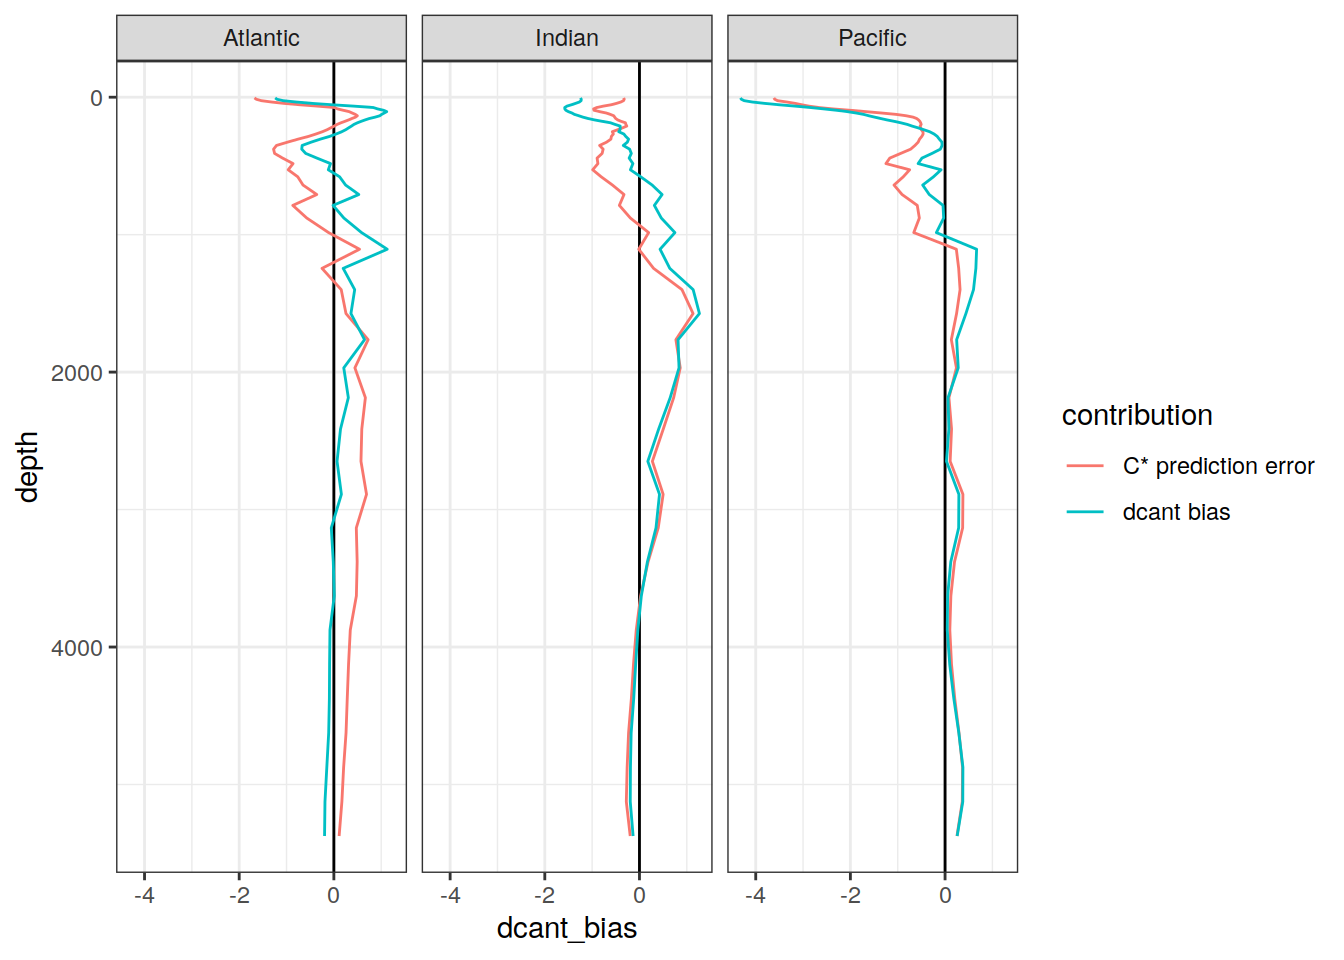 Atlantic Indian Pacific
0
2000
4000
depth
-4 -2 0 -4 -2 0 -4 -2 0
dcant_bias
contribution
C* prediction error
dcant bias